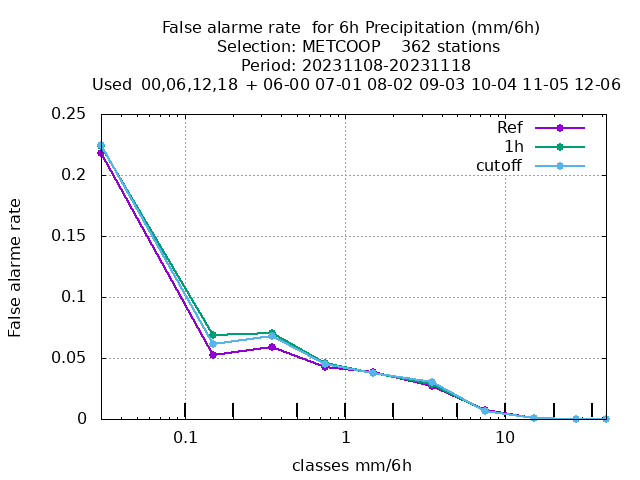 False alarme rate  for 6h Precipitation (mm/6h)
Selection: METCOOP    362 stations
Period: 20231108-20231118
Used  00,06,12,18  + 06-00 07-01 08-02 09-03 10-04 11-05 12-06
Ref
1h
cutoff
0.25
0.2
0.15
0.1
0.05
0
False alarme rate
0.1 1 10
classes mm/6h